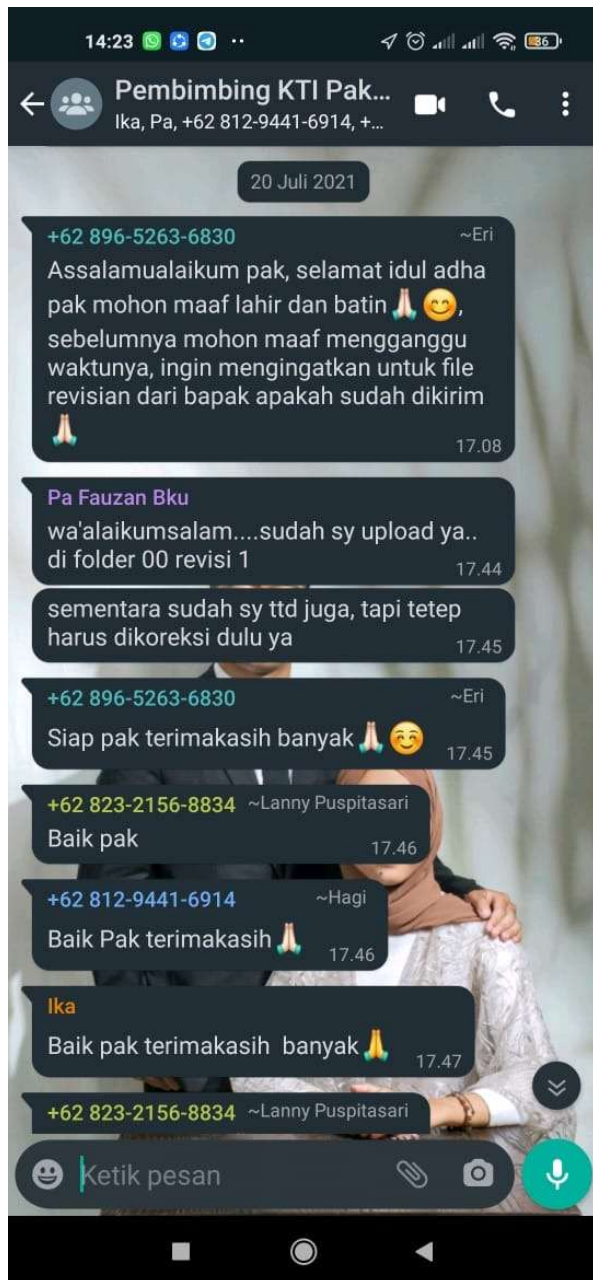 14:23
36
Pembimbing KTI Pak...
Ika, Pa, +62 812-9441-6914, +...
20 Juli 2021
+62 896-5263-6830 ~Eri
Assalamualaikum pak, selamat idul adha
pak mohon maaf lahir dan batin🙏🏻😊,
sebelumnya mohon maaf mengganggu
waktunya, ingin mengingatkan untuk file
revisian dari bapak apakah sudah dikirim
🙏🏻
17.08
Pa Fauzan Bku
wa'alaikumsalam....sudah sy upload ya..
di folder 00 revisi 1
17.44
sementara sudah sy ttd juga, tapi tetep
harus dikoreksi dulu ya
17.45
+62 896-5263-6830 ~Eri
Siap pak terimakasih banyak🙏🏻☺️
17.45
+62 823-2156-8834 ~Lanny Puspitasari
Baik pak
17.46
+62 812-9441-6914 ~Hagi
Baik Pak terimakasih🙏🏻
17.46
Ika
Baik pak terimakasih  banyak🙏
17.47
+62 823-2156-8834 ~Lanny Puspitasari
Ketik pesan